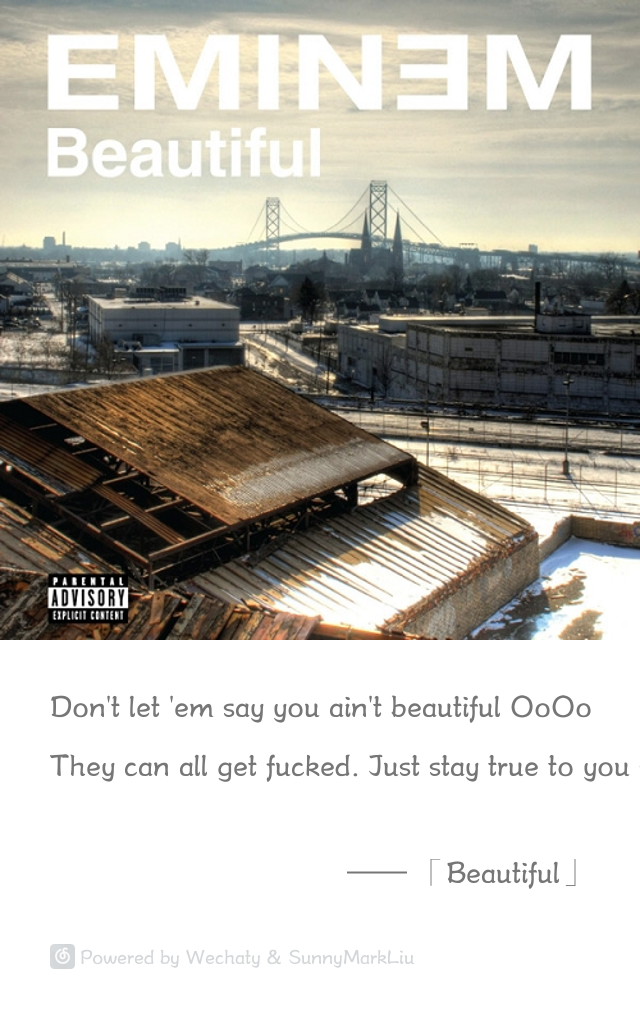 EMINƎM
Beautiful
PARENTAL
ADVISORY
EXPLICIT CONTENT
Don't let 'em say you ain't beautiful OoOo
They can all get fucked. Just stay true to you
——「Beautiful」
Powered by Wechaty & SunnyMarkLiu